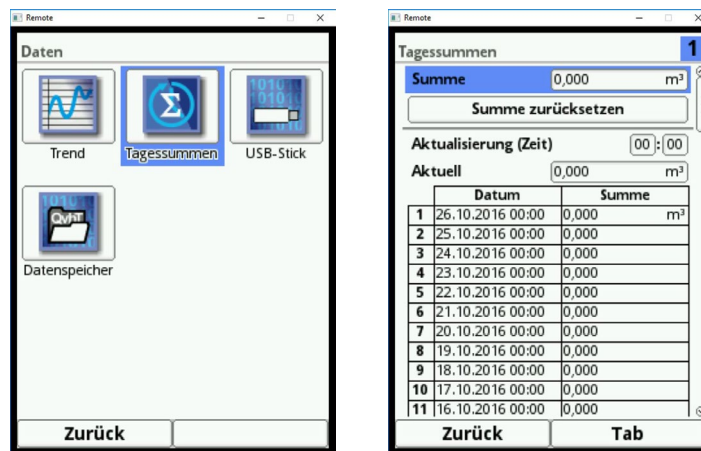 Remote
Daten
Trend
Tagessummen
USB-Stick
QvhT
Datenspeicher
Zurück
Remote
Tagessummen
1
Summe 0,000 m³
Summe zurücksetzen
Aktualisierung (Zeit) 00:00
Aktuell 0,000 m³
Datum Summe
1 26.10.2016 00:00 0,000 m³
2 25.10.2016 00:00 0,000
3 24.10.2016 00:00 0,000
4 23.10.2016 00:00 0,000
5 22.10.2016 00:00 0,000
6 21.10.2016 00:00 0,000
7 20.10.2016 00:00 0,000
8 19.10.2016 00:00 0,000
9 18.10.2016 00:00 0,000
10 17.10.2016 00:00 0,000
11 16.10.2016 00:00 0,000
Zurück Tab